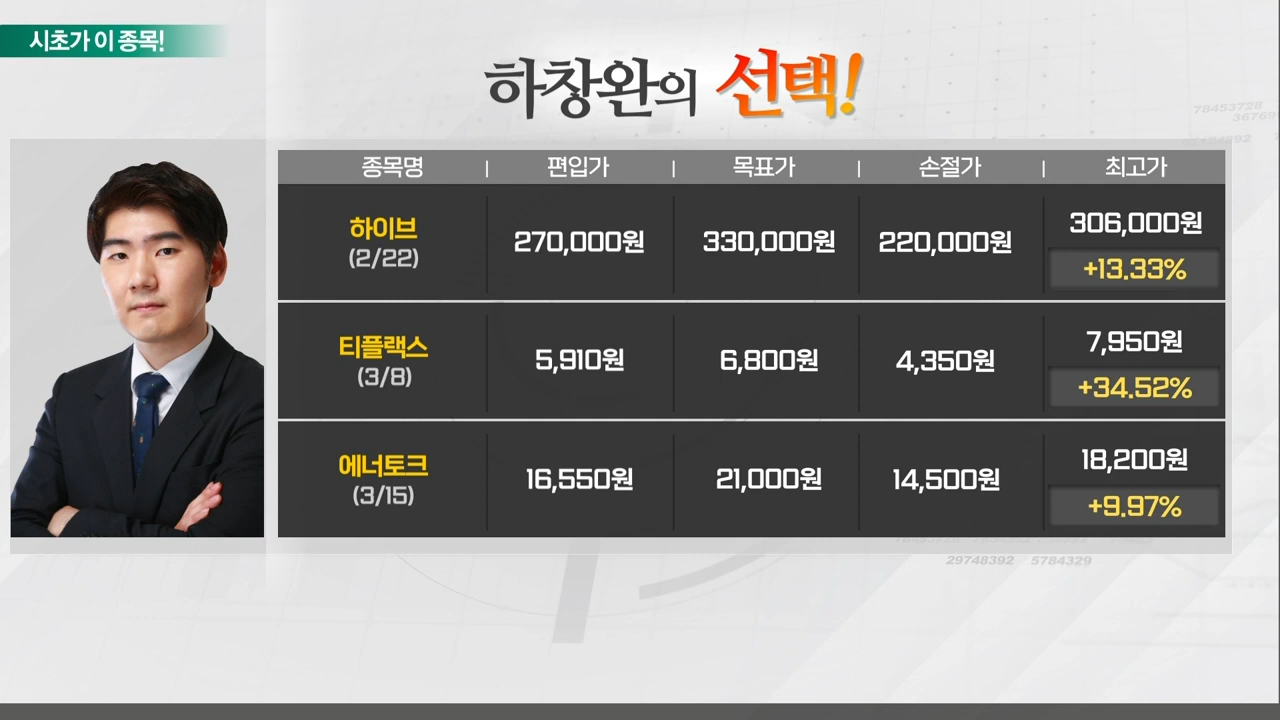 시초가 이 종목!
하창완의 선택!
종목명 | 편입가 | 목표가 | 손절가 | 최고가
하이브
(2/22)
270,000원
330,000원
220,000원
306,000원
+13.33%
티플랙스
(3/8)
5,910원
6,800원
4,350원
7,950원
+34.52%
에너토크
(3/15)
16,550원
21,000원
14,500원
18,200원
+9.97%
78453728
29748392 5784329